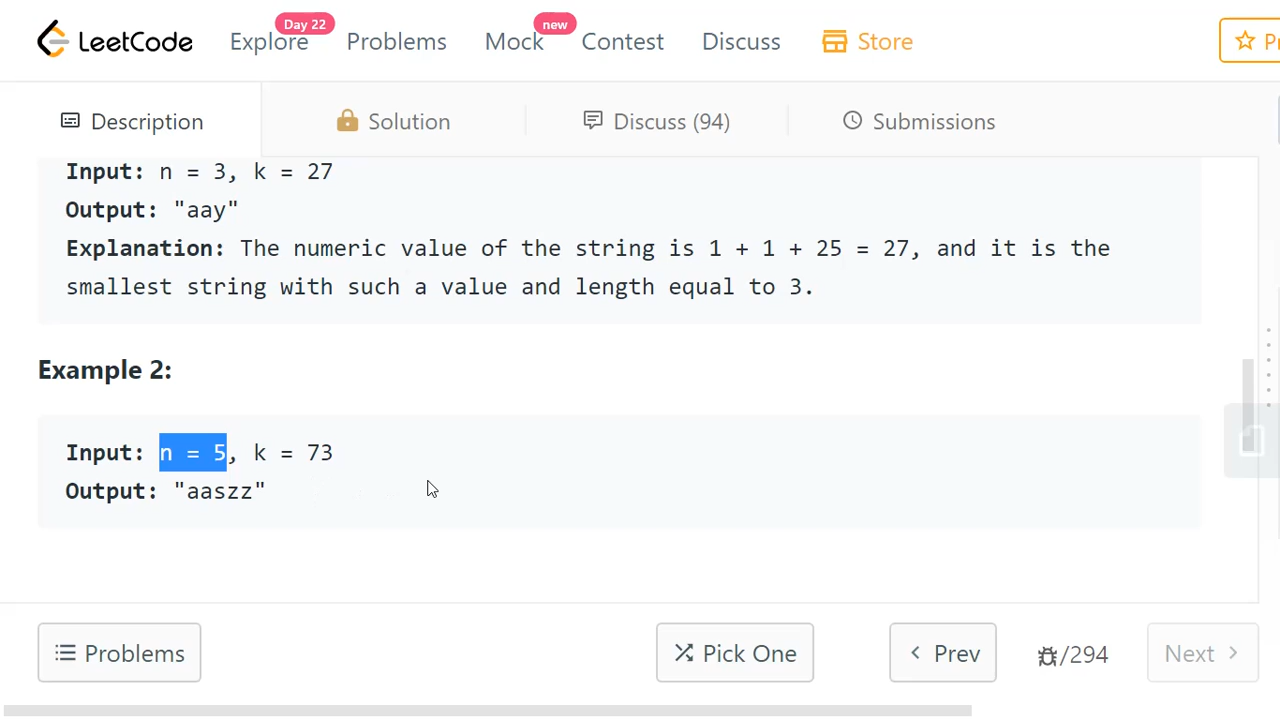 Day 22
new
LeetCode Explore Problems Mock Contest Discuss Store
Description Solution Discuss (94) Submissions
Input: n = 3, k = 27
Output: "aay"
Explanation: The numeric value of the string is 1 + 1 + 25 = 27, and it is the
smallest string with such a value and length equal to 3.
Example 2:
Input: n = 5, k = 73
Output: "aaszz"
Problems Pick One Prev /294 Next